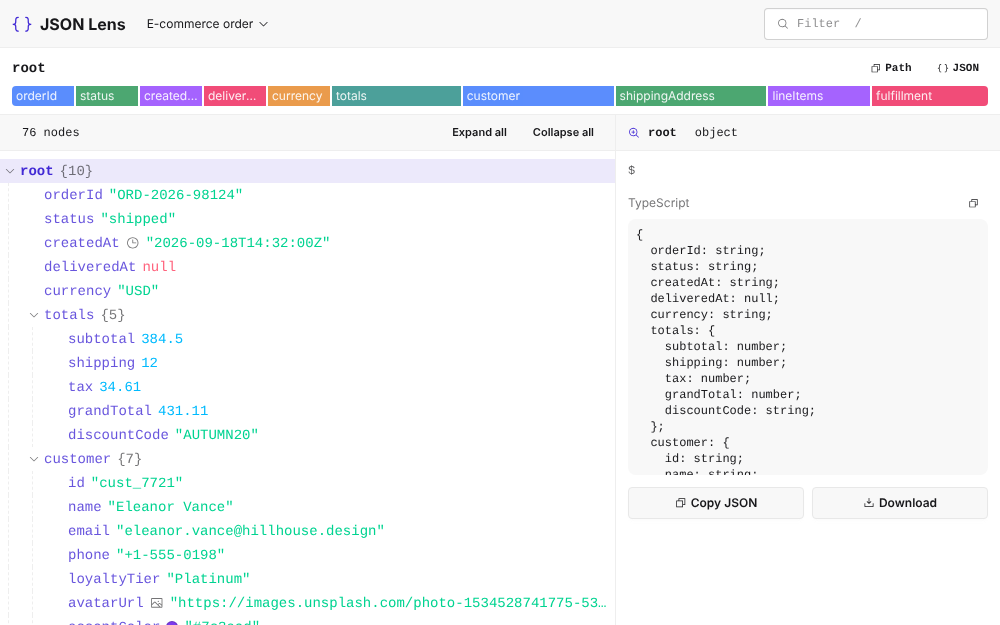 { } JSON Lens E-commerce order Filter /
root Path { } JSON
orderId status created... deliver... currency totals customer shippingAddress lineItems fulfillment
76 nodes Expand all Collapse all root object
root {10}
orderId "ORD-2026-98124"
status "shipped"
createdAt "2026-09-18T14:32:00Z"
deliveredAt null
currency "USD"
totals {5}
subtotal 384.5
shipping 12
tax 34.61
grandTotal 431.11
discountCode "AUTUMN20"
customer {7}
id "cust_7721"
name "Eleanor Vance"
email "eleanor.vance@hillhouse.design"
phone "+1-555-0198"
loyaltyTier "Platinum"
avatarUrl "https://images.unsplash.com/photo-1534528741775-53…
$
TypeScript
{
orderId: string;
status: string;
createdAt: string;
deliveredAt: null;
currency: string;
totals: {
subtotal: number;
shipping: number;
tax: number;
grandTotal: number;
discountCode: string;
};
customer: {
id: string;
name: string;
Copy JSON Download